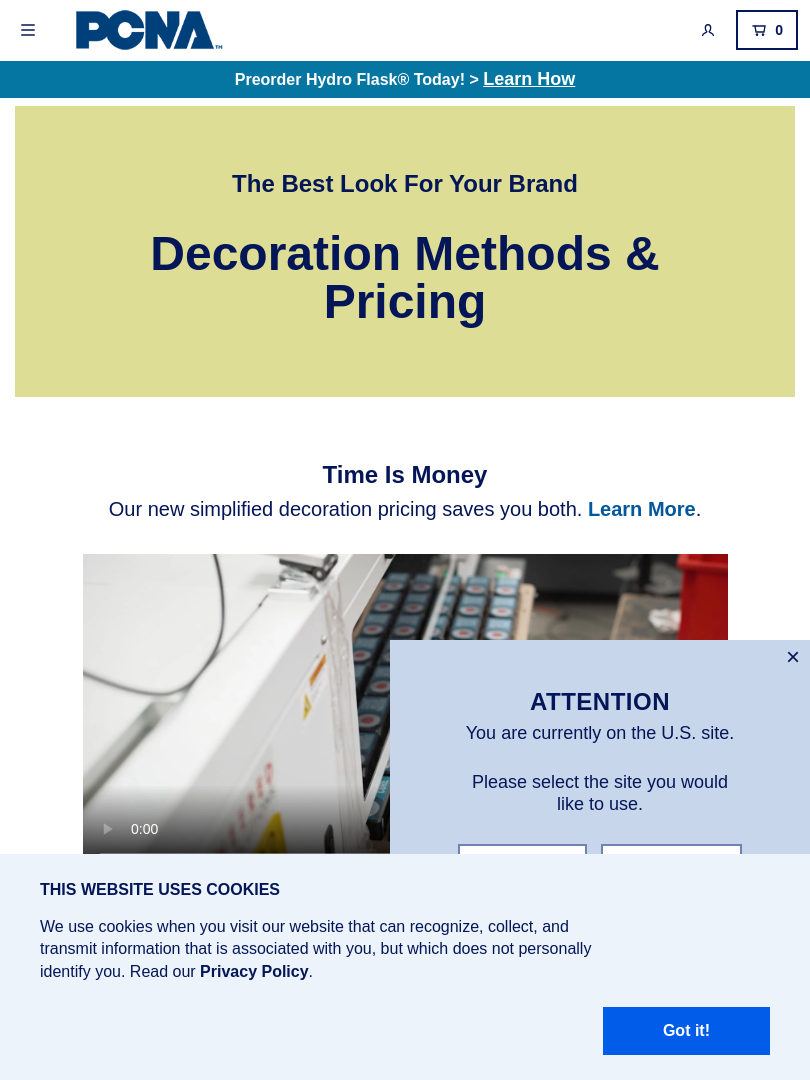 PCNA™
0
Preorder Hydro Flask® Today! > Learn How
The Best Look For Your Brand
Decoration Methods &
Pricing
Time Is Money
Our new simplified decoration pricing saves you both. Learn More.
ATTENTION
You are currently on the U.S. site.
Please select the site you would
like to use.
0:00
THIS WEBSITE USES COOKIES
We use cookies when you visit our website that can recognize, collect, and
transmit information that is associated with you, but which does not personally
identify you. Read our Privacy Policy.
Got it!